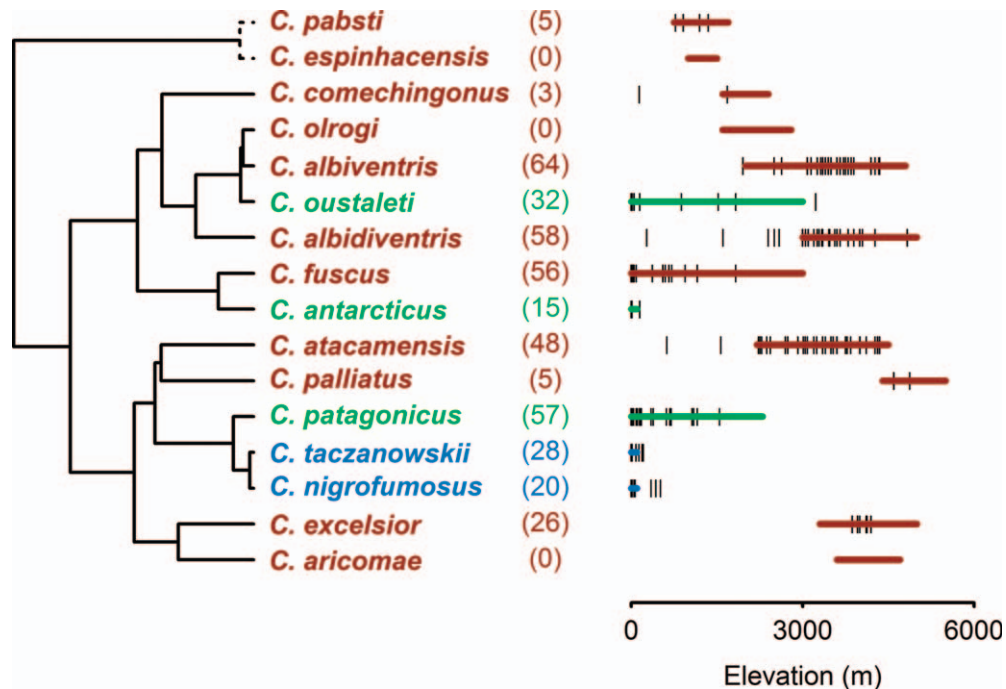 C. pabsti (5)
C. espinhacensis (0)
C. comechingonus (3)
C. olrogi (0)
C. albiventris (64)
C. oustaleti (32)
C. albidiventris (58)
C. fuscus (56)
C. antarcticus (15)
C. atacamensis (48)
C. palliatus (5)
C. patagonicus (57)
C. taczanowskii (28)
C. nigrofumosus (20)
C. excelsior (26)
C. aricomae (0)
0 3000 6000
Elevation (m)